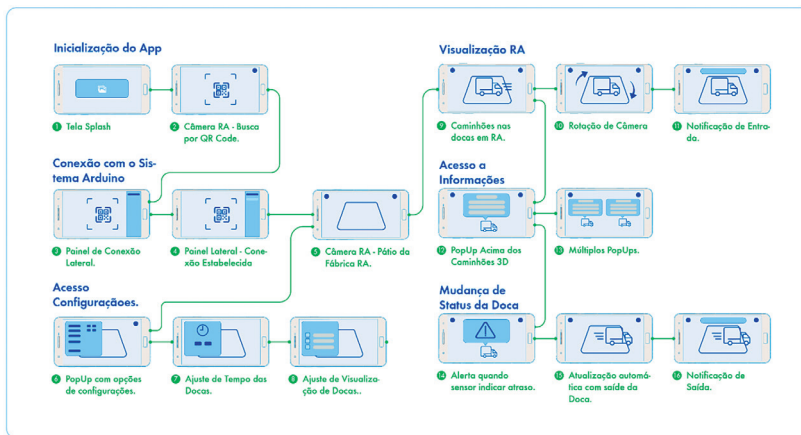 Inicialização do App
1 Tela Splash
2 Câmera RA - Busca
por QR Code.
Conexão com o Sis-
tema Arduino
3 Painel de Conexão
Lateral.
4 Painel Lateral - Cone-
xão Estabelecida
5 Câmera RA - Pátio da
Fábrica RA.
Acesso
Configuraçãoes.
6 PopUp com opções
de configurações.
7 Ajuste de Tempo das
Docas.
8 Ajuste de Visualiza-
ção de Docas..
Visualização RA
9 Caminhões nas
docas em RA.
10 Rotação de Câmera
11 Notificação de Entra-
da.
Acesso a
Informações
12 PopUp Acima dos
Caminhões 3D
13 Múltiplos PopUps.
Mudança de
Status da Doca
14 Alerta quando
sensor indicar atraso.
15 Atualização automá-
tica com saíde da
Doca.
16 Notificação de
Saída.